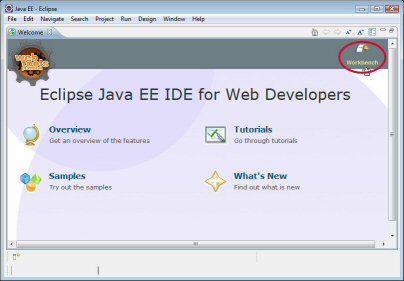 Java EE - Eclipse
File Edit Navigate Search Project Run Design Window Help
Welcome
Workbench
Eclipse Java EE IDE for Web Developers
Overview
Get an overview of the features
Tutorials
Go through tutorials
Samples
Try out the samples
What's New
Find out what is new